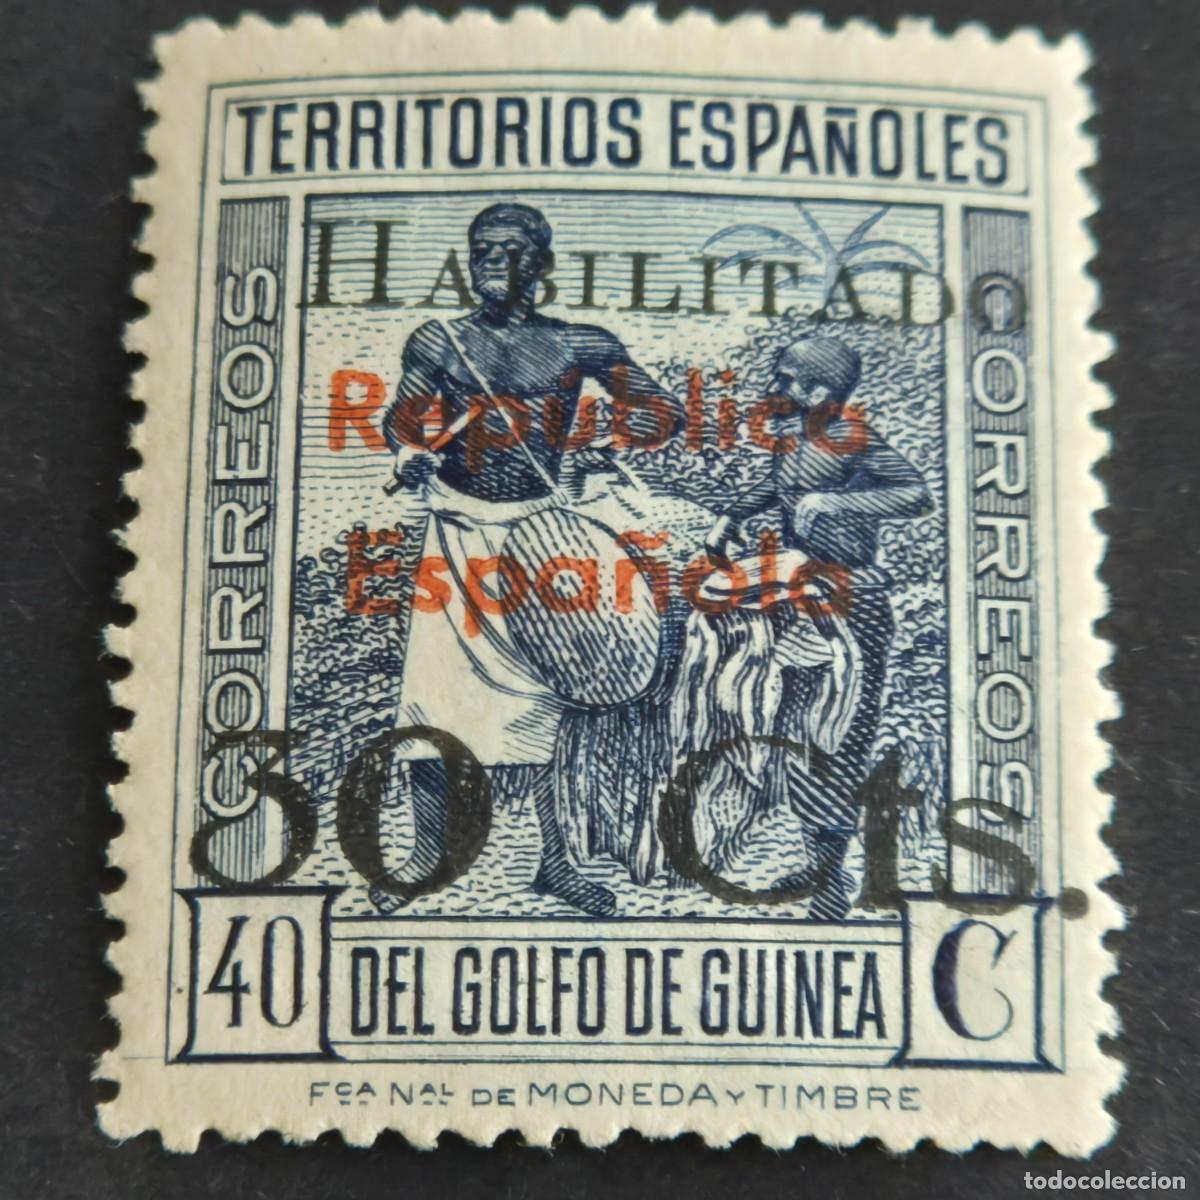 TERRITORIOS ESPAÑOLES
HABILITADO
CORREOS
CORREOS
República
Española
30 Cts.
40
DEL GOLFO DE GUINEA
C
FCA NAL DE MONEDA Y TIMBRE
todocoleccion